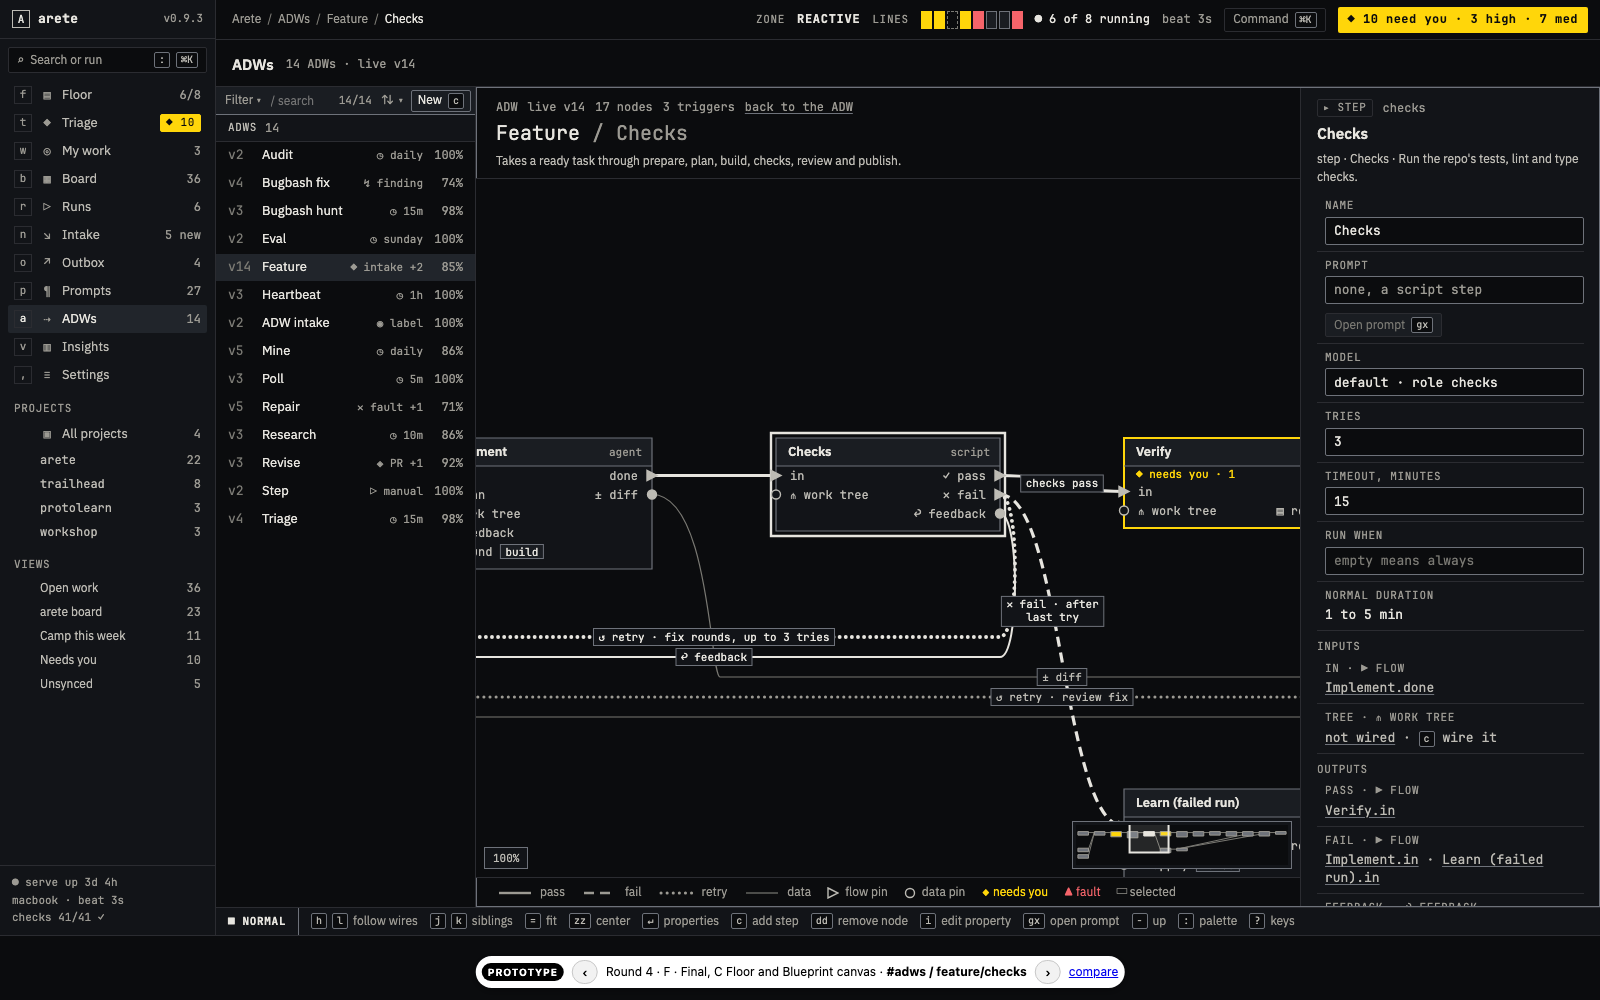 A arete v0.9.3
Arete / ADWs / Feature / Checks
ZONE REACTIVE LINES 6 of 8 running beat 3s Command ⌘K ◆ 10 need you · 3 high · 7 med
Search or run : ⌘K
f Floor 6/8
t ◆ Triage ◆ 10
w ◎ My work 3
b Board 36
r ▷ Runs 6
n ↘ Intake 5 new
o ↗ Outbox 4
p ¶ Prompts 27
a → ADWs 14
v Insights
, ≡ Settings
PROJECTS
All projects 4
arete 22
trailhead 8
protolearn 3
workshop 3
VIEWS
Open work 36
arete board 23
Camp this week 11
Needs you 10
Unsynced 5
serve up 3d 4h
macbook · beat 3s
checks 41/41 ✓
ADWs 14 ADWs · live v14
Filter ▾ / search 14/14 ⇅ ▾ New c
ADWS 14
v2 Audit ◷ daily 100%
v4 Bugbash fix ↯ finding 74%
v3 Bugbash hunt ◷ 15m 98%
v2 Eval ◷ sunday 100%
v14 Feature ◆ intake +2 85%
v3 Heartbeat ◷ 1h 100%
v2 ADW intake ◉ label 100%
v5 Mine ◷ daily 86%
v3 Poll ◷ 5m 100%
v5 Repair × fault +1 71%
v3 Research ◷ 10m 86%
v3 Revise ◆ PR +1 92%
v2 Step ▷ manual 100%
v4 Triage ◷ 15m 98%
ADW live v14 17 nodes 3 triggers back to the ADW
Feature / Checks
Takes a ready task through prepare, plan, build, checks, review and publish.
ment agent
done
± diff
k tree
edback
und build
Checks script
in ✓ pass
⋔ work tree × fail
↩ feedback
checks pass
Verify
◆ needs you · 1
in
⋔ work tree
× fail · after
last try
↺ retry · fix rounds, up to 3 tries
↩ feedback
± diff
↺ retry · review fix
Learn (failed run)
100%
pass fail retry data flow pin data pin ◆ needs you ▲ fault selected
▸ STEP checks
Checks
step · Checks · Run the repo's tests, lint and type
checks.
NAME
Checks
PROMPT
none, a script step
Open prompt gx
MODEL
default · role checks
TRIES
3
TIMEOUT, MINUTES
15
RUN WHEN
empty means always
NORMAL DURATION
1 to 5 min
INPUTS
IN · ▶ FLOW
Implement.done
TREE · ⋔ WORK TREE
not wired · c wire it
OUTPUTS
PASS · ▶ FLOW
Verify.in
FAIL · ▶ FLOW
Implement.in · Learn (failed
run).in
FEEDBACK · ↩ FEEDBACK
■ NORMAL h l follow wires j k siblings = fit zz center ↵ properties c add step dd remove node i edit property gx open prompt - up : palette ? keys
PROTOTYPE ‹ Round 4 · F · Final, C Floor and Blueprint canvas · #adws / feature/checks › compare